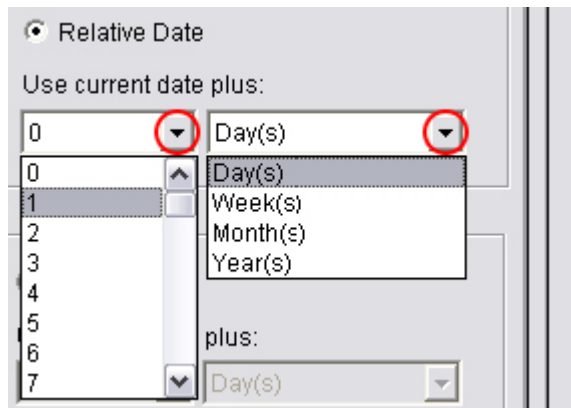 Relative Date
Use current date plus:
0 Day(s)
0 Day(s)
1 Week(s)
2 Month(s)
3 Year(s)
4
5
6 plus:
7 Day(s)